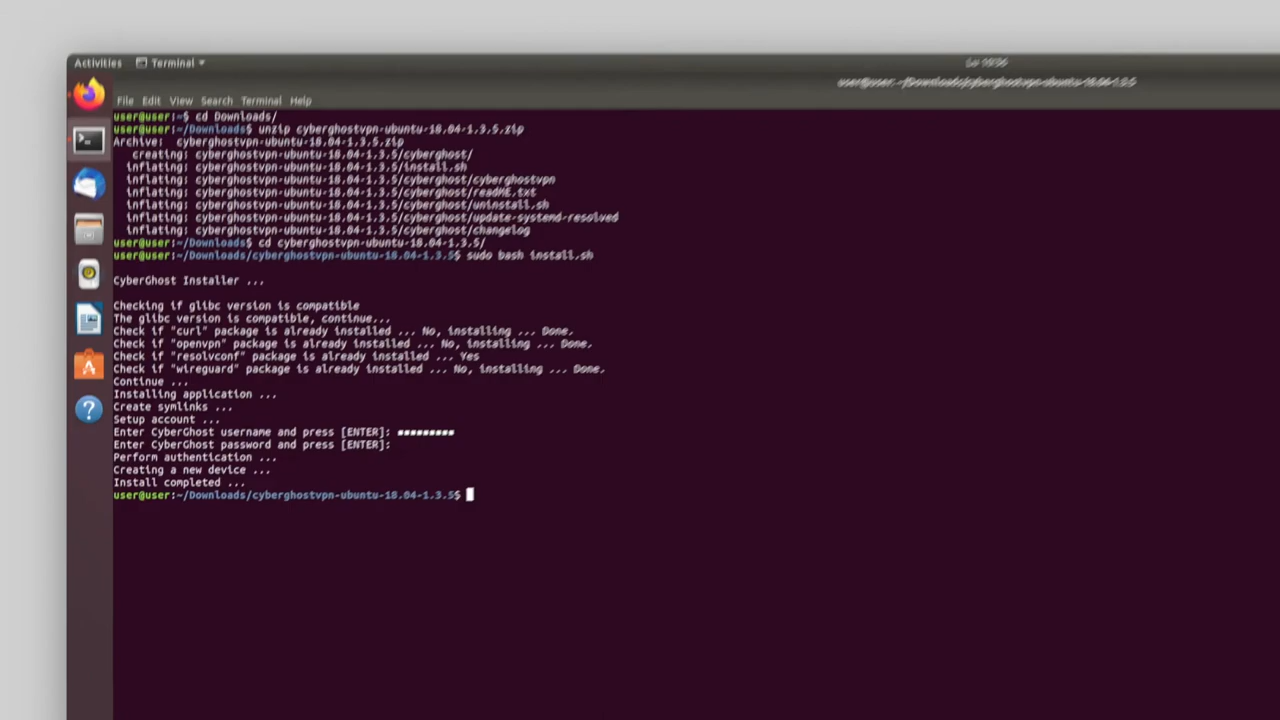 Activities Terminal
File Edit View Search Terminal Help
user@user:~$ cd Downloads/
user@user:~/Downloads$ unzip cyberghostvpn-ubuntu-18.04-1.3.5.zip
Archive:  cyberghostvpn-ubuntu-18.04-1.3.5.zip
creating: cyberghostvpn-ubuntu-18.04-1.3.5/cyberghost/
inflating: cyberghostvpn-ubuntu-18.04-1.3.5/install.sh
inflating: cyberghostvpn-ubuntu-18.04-1.3.5/cyberghost/cyberghostvpn
inflating: cyberghostvpn-ubuntu-18.04-1.3.5/cyberghost/readME.txt
inflating: cyberghostvpn-ubuntu-18.04-1.3.5/cyberghost/uninstall.sh
inflating: cyberghostvpn-ubuntu-18.04-1.3.5/cyberghost/update-systemd-resolved
inflating: cyberghostvpn-ubuntu-18.04-1.3.5/cyberghost/changelog
user@user:~/Downloads$ cd cyberghostvpn-ubuntu-18.04-1.3.5/
user@user:~/Downloads/cyberghostvpn-ubuntu-18.04-1.3.5$ sudo bash install.sh
CyberGhost Installer ...
Checking if glibc version is compatible
The glibc version is compatible, continue...
Check if "curl" package is already installed ... No, installing ... Done.
Check if "openvpn" package is already installed ... No, installing ... Done.
Check if "resolvconf" package is already installed ... Yes
Check if "wireguard" package is already installed ... No, installing ... Done.
Continue ...
Installing application ...
Create symlinks ...
Setup account ...
Enter CyberGhost username and press [ENTER]: •••••••••
Enter CyberGhost password and press [ENTER]:
Perform authentication ...
Creating a new device ...
Install completed ...
user@user:~/Downloads/cyberghostvpn-ubuntu-18.04-1.3.5$